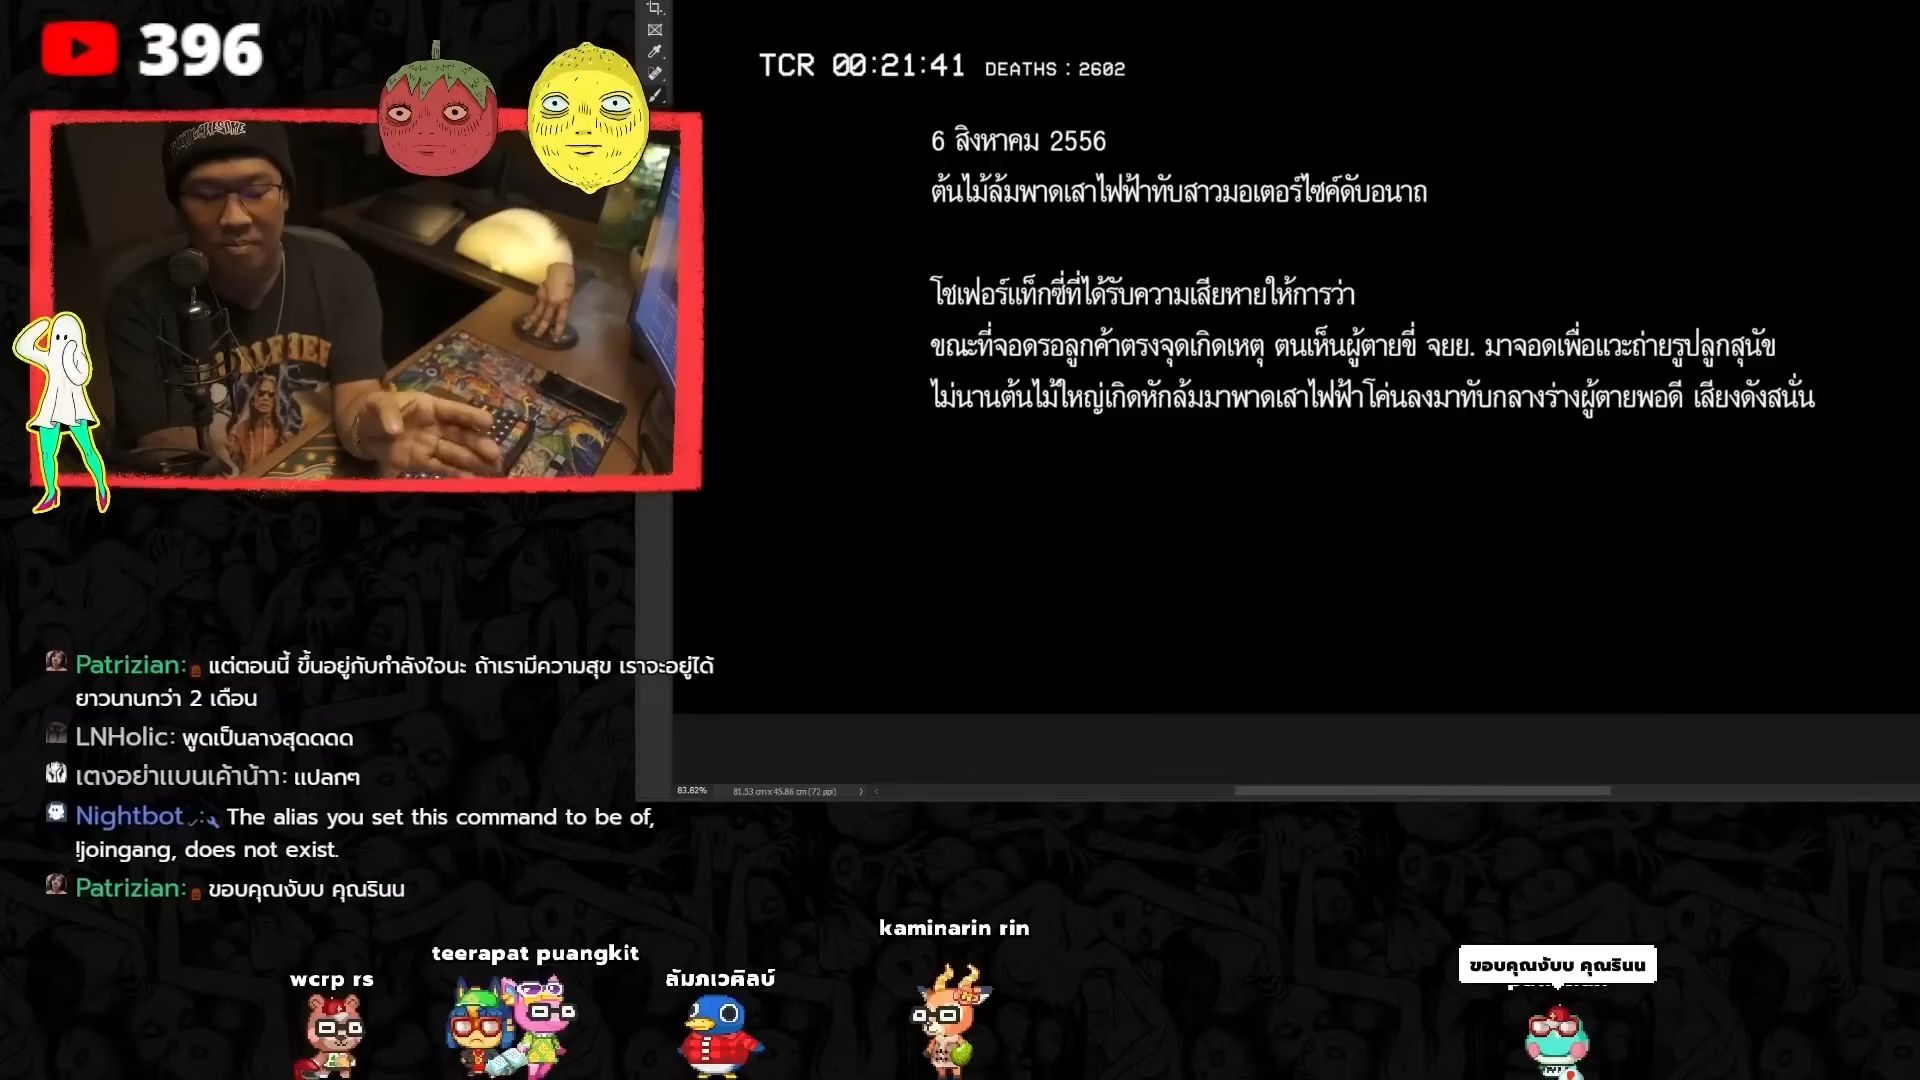 396
TCR 00:21:41 DEATHS : 2602
6 สิงหาคม 2556
ต้นไม้ล้มพาดเสาไฟฟ้าทับสาวมอเตอร์ไซค์ดับอนาถ
โชเฟอร์แท็กซี่ที่ได้รับความเสียหายให้การว่า
ขณะที่จอดรอลูกค้าตรงจุดเกิดเหตุ ตนเห็นผู้ตายขี่ จยย. มาจอดเพื่อแวะถ่ายรูปลูกสุนัข
ไม่นานต้นไม้ใหญ่เกิดหักล้มมาพาดเสาไฟฟ้าโค่นลงมาทับกลางร่างผู้ตายพอดี เสียงดังสนั่น
83.82% 81.53 cm x 45.86 cm (72 ppi)
Patrizian: แต่ตอนนี้ ขึ้นอยู่กับกำลังใจนะ ถ้าเรามีความสุข เราจะอยู่ได้
ยาวนานกว่า 2 เดือน
LNHolic: พูดเป็นลางสุดดดด
เตงอย่าแบนเค้าน้าา: แปลกๆ
Nightbot : The alias you set this command to be of,
!joingang, does not exist.
Patrizian: ขอบคุณงับบ คุณรินน
kaminarin rin
teerapat puangkit
wcrp rs
ลัมภเวคิลบ์
ขอบคุณงับบ คุณรินน